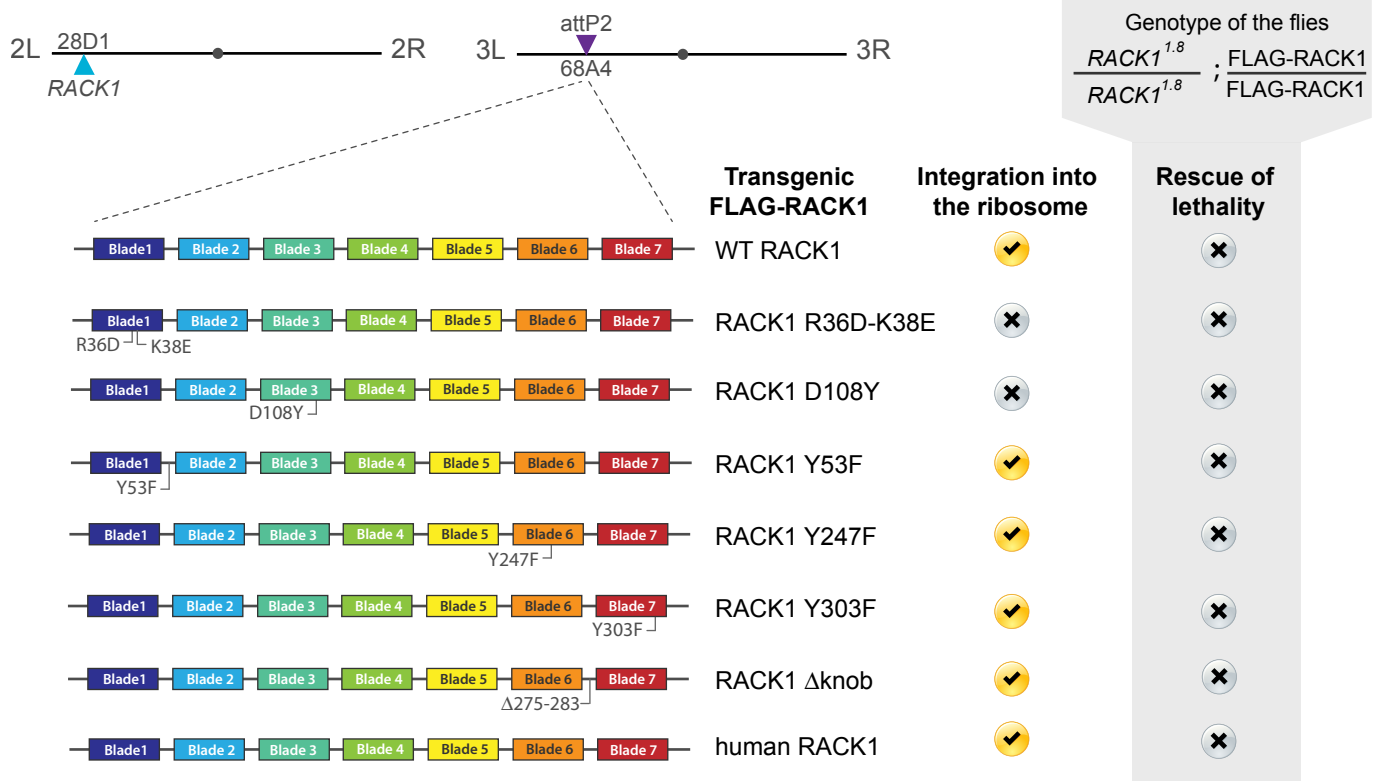 2L 28D1 2R
RACK1
attP2
3L 3R
68A4
Genotype of the flies
RACK1^1.8 ; FLAG-RACK1
RACK1^1.8 FLAG-RACK1
Transgenic Integration into Rescue of
FLAG-RACK1 the ribosome lethality
Blade1 Blade 2 Blade 3 Blade 4 Blade 5 Blade 6 Blade 7 WT RACK1
Blade1 Blade 2 Blade 3 Blade 4 Blade 5 Blade 6 Blade 7 RACK1 R36D-K38E
R36D K38E
Blade1 Blade 2 Blade 3 Blade 4 Blade 5 Blade 6 Blade 7 RACK1 D108Y
D108Y
Blade1 Blade 2 Blade 3 Blade 4 Blade 5 Blade 6 Blade 7 RACK1 Y53F
Y53F
Blade1 Blade 2 Blade 3 Blade 4 Blade 5 Blade 6 Blade 7 RACK1 Y247F
Y247F
Blade1 Blade 2 Blade 3 Blade 4 Blade 5 Blade 6 Blade 7 RACK1 Y303F
Y303F
Blade1 Blade 2 Blade 3 Blade 4 Blade 5 Blade 6 Blade 7 RACK1 Δknob
Δ275-283
Blade1 Blade 2 Blade 3 Blade 4 Blade 5 Blade 6 Blade 7 human RACK1